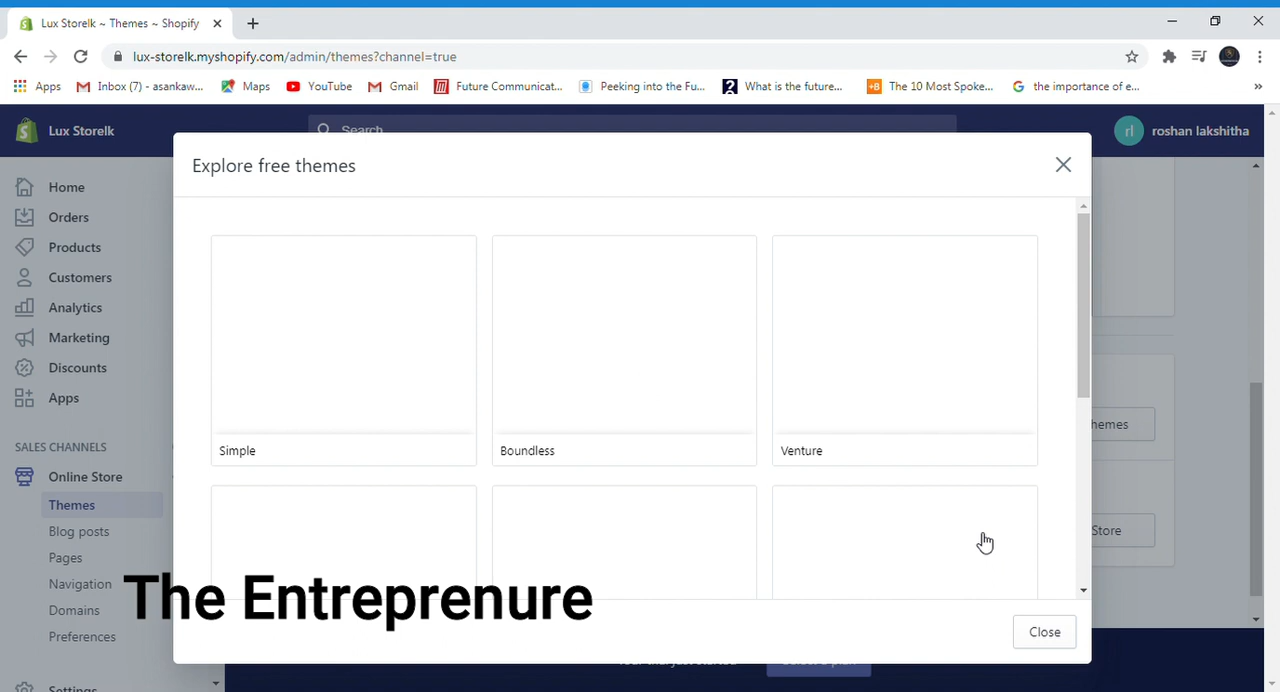 Lux Storelk ~ Themes ~ Shopify
lux-storelk.myshopify.com/admin/themes?channel=true
Apps
Inbox (7) - asankaw...
Maps
YouTube
Gmail
Future Communicat...
Peeking into the Fu...
What is the future...
The 10 Most Spoke...
the importance of e...
Lux Storelk
Search
rl
roshan lakshitha
Explore free themes
Home
Orders
Products
Customers
Analytics
Marketing
Discounts
Apps
SALES CHANNELS
Online Store
Themes
Blog posts
Pages
Navigation
Domains
Preferences
Settings
Simple
Boundless
Venture
hemes
Store
The Entreprenure
Close